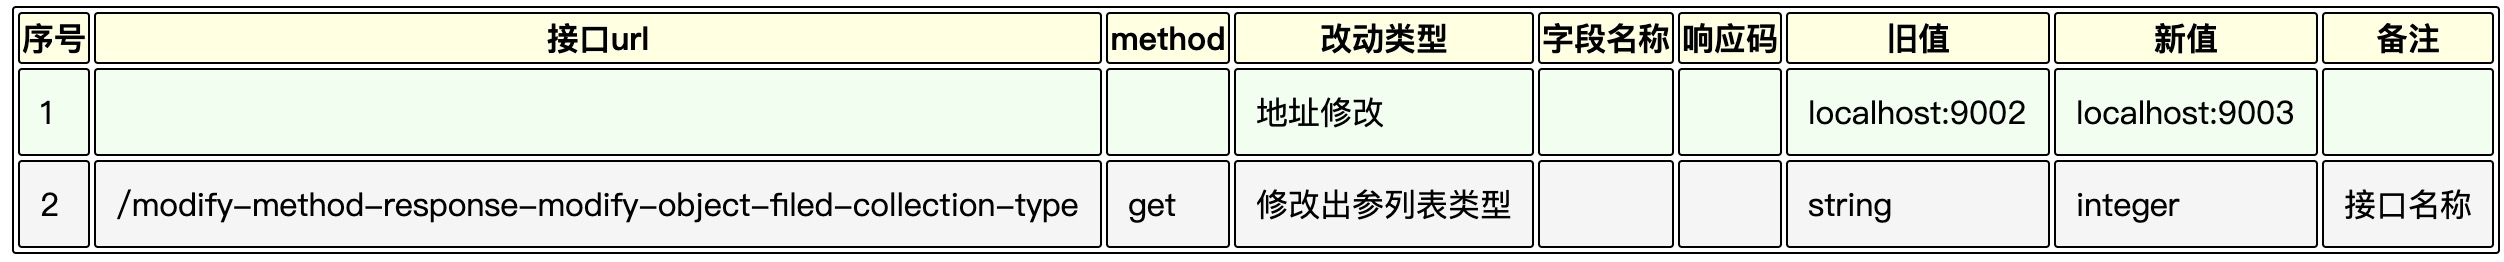 序号 接口url method 改动类型 字段名称 响应码 旧值 新值 备注
1 地址修改 localhost:9002 localhost:9003
2 /modify-method-response-modify-object-filed-collection-type get 修改出参列表类型 string integer 接口名称